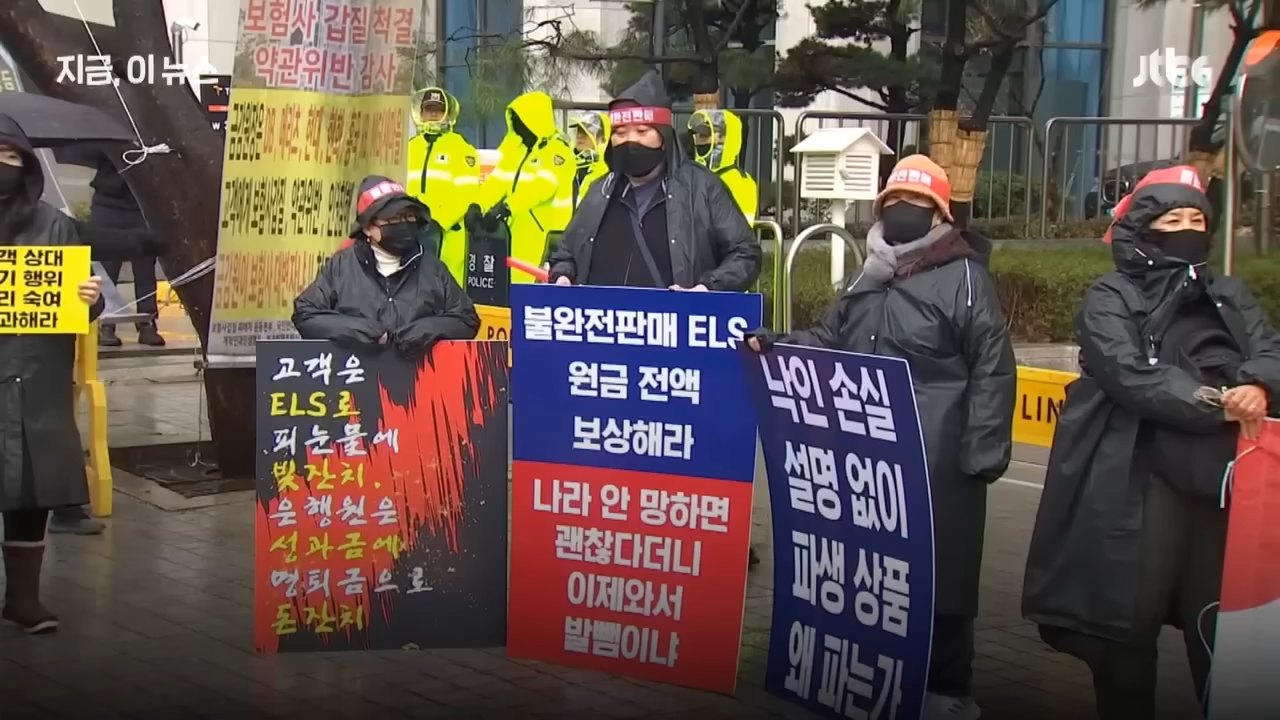 지금, 이 뉴스
jtbc
보험사 갑질 척결
약관위반 감사
객 상대
기 행위
리 숙여
과해라
경찰
POLICE
고객은
ELS로
피눈물에
빚잔치.
은행원은
성과금에
명퇴금으로
돈잔치
불완전판매 ELS
원금 전액
보상해라
나라 안 망하면
괜찮다더니
이제와서
발뺌이냐
낙인 손실
설명 없이
파생 상품
왜 파는가
PO
LIN